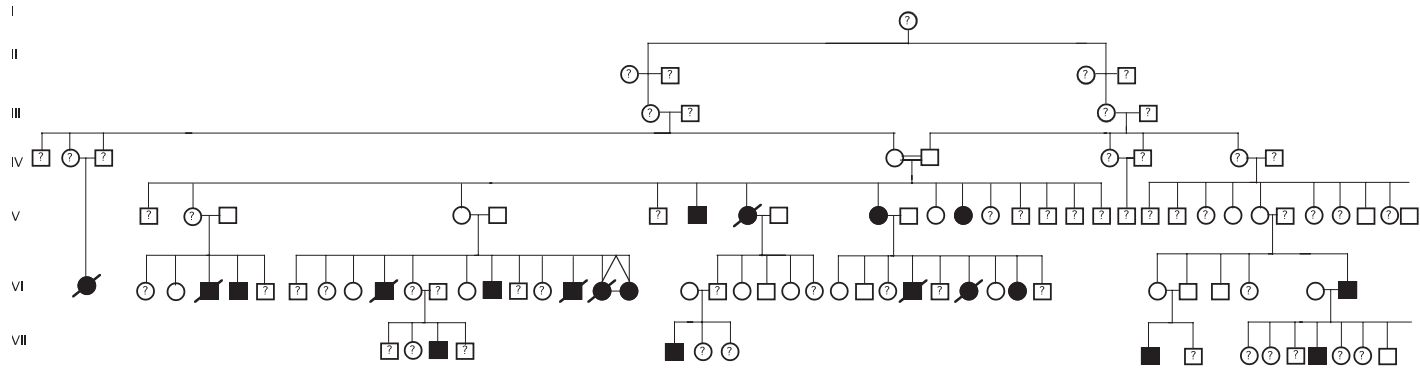 I ?
II ? ? ? ?
III ? ? ? ?
IV ? ? ? ? ? ? ?
V ? ? ? ? ? ? ? ? ? ? ? ? ? ? ? ?
VI ? ? ? ? ? ? ? ? ? ? ? ? ? ?
VII ? ? ? ? ? ? ? ? ? ? ?